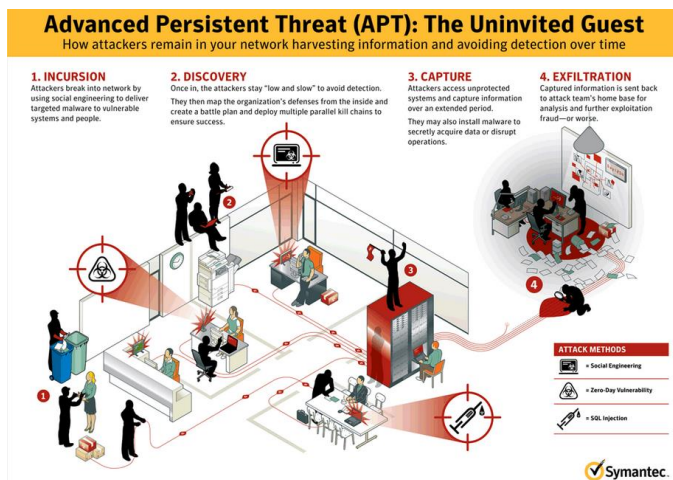 Advanced Persistent Threat (APT): The Uninvited Guest
How attackers remain in your network harvesting information and avoiding detection over time
1. INCURSION
Attackers break into network by
using social engineering to deliver
targeted malware to vulnerable
systems and people.
2. DISCOVERY
Once in, the attackers stay "low and slow" to avoid detection.
They then map the organization's defenses from the inside and
create a battle plan and deploy multiple parallel kill chains to
ensure success.
3. CAPTURE
Attackers access unprotected
systems and capture information
over an extended period.
They may also install malware to
secretly acquire data or disrupt
operations.
4. EXFILTRATION
Captured information is sent back
to attack team's home base for
analysis and further exploitation
fraud—or worse.
2
3
4
1
ATTACK METHODS
= Social Engineering
= Zero-Day Vulnerability
= SQL Injection
Symantec.